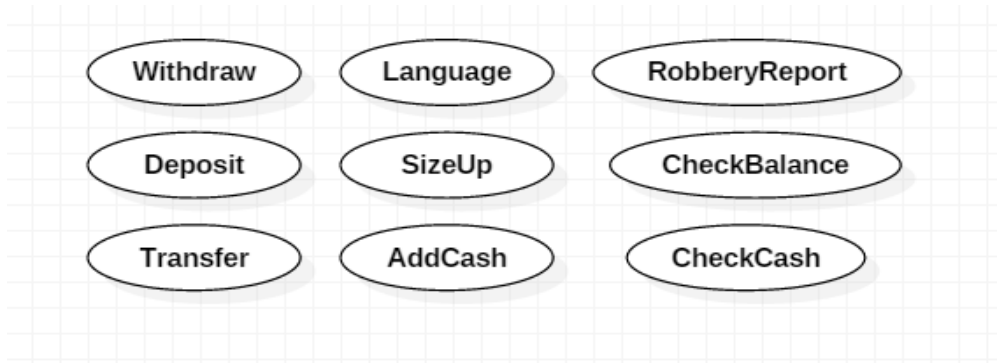 Withdraw
Language
RobberyReport
Deposit
SizeUp
CheckBalance
Transfer
AddCash
CheckCash